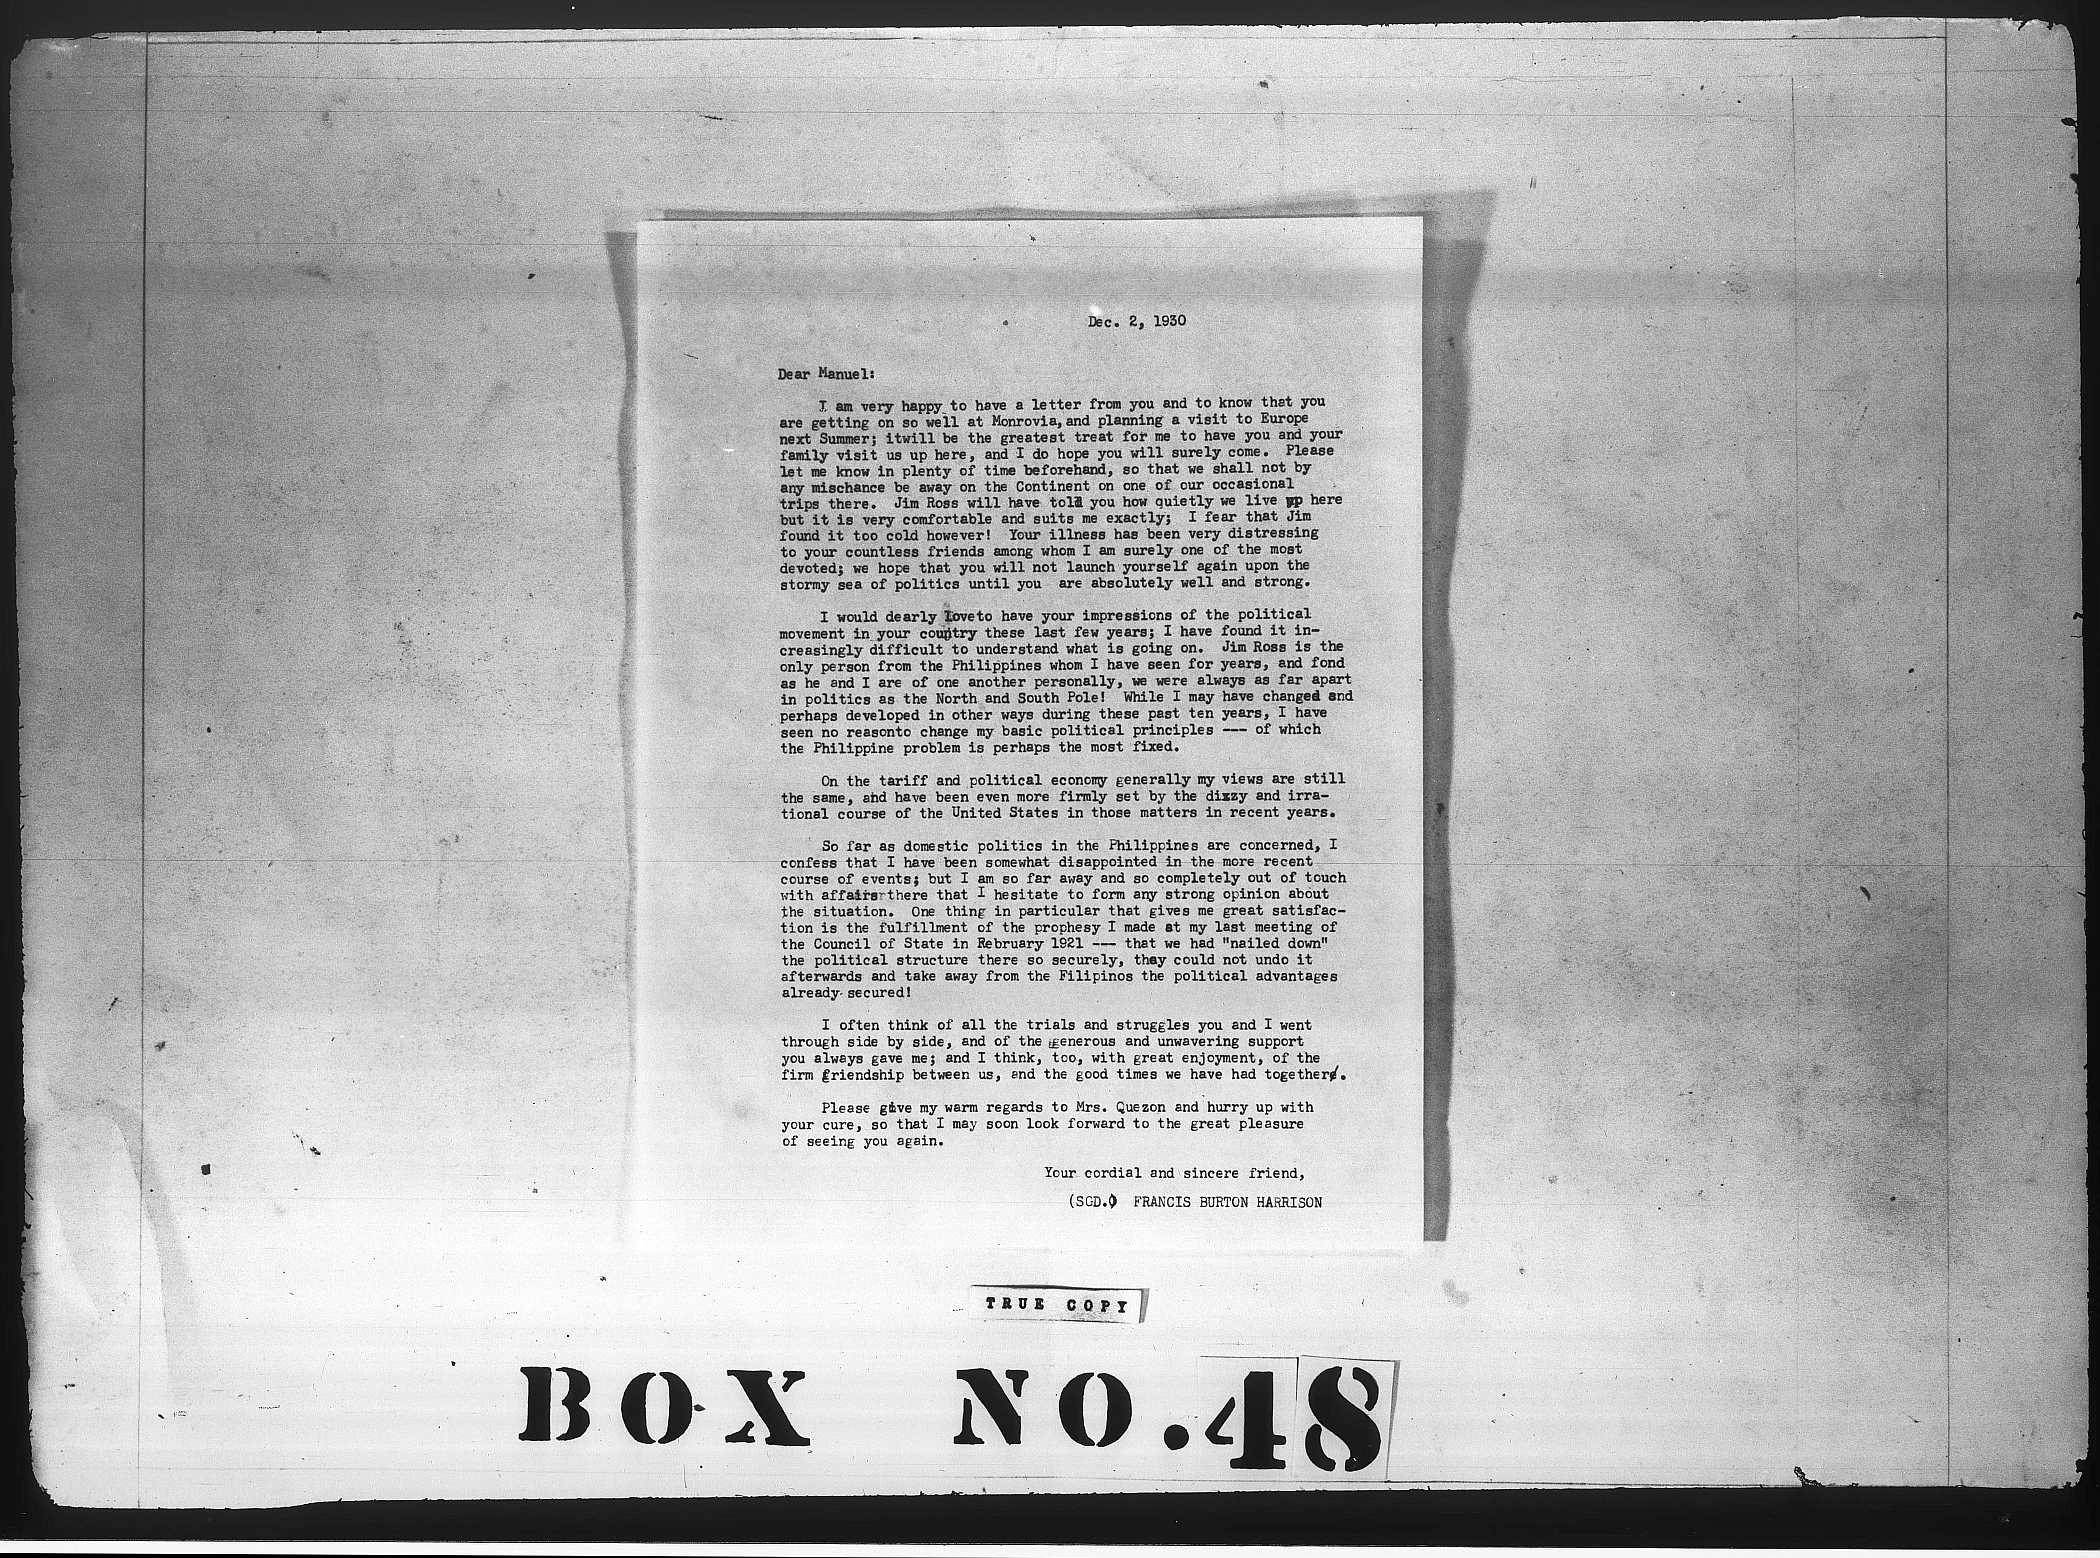 Dec. 2, 1930
Dear Manuel:
I am very happy to have a letter from you and to know that you
are getting on so well at Monrovia, and planning a visit to Europe
next Summer; itwill be the greatest treat for me to have you and your
family visit us up here, and I do hope you will surely come. Please
let me know in plenty of time beforehand, so that we shall not by
any mischance be away on the Continent on one of our occasional
trips there. Jim Ross will have told you how quietly we live up here
but it is very comfortable and suits me exactly; I fear that Jim
found it too cold however! Your illness has been very distressing
to your countless friends among whom I am surely one of the most
devoted; we hope that you will not launch yourself again upon the
stormy sea of politics until you are absolutely well and strong.
I would dearly loveto have your impressions of the political
movement in your country these last few years; I have found it in-
creasingly difficult to understand what is going on. Jim Ross is the
only person from the Philippines whom I have seen for years, and fond
as he and I are of one another personally, we were always as far apart
in politics as the North and South Pole! While I may have changed and
perhaps developed in other ways during these past ten years, I have
seen no reasonto change my basic political principles --- of which
the Philippine problem is perhaps the most fixed.
On the tariff and political economy generally my views are still
the same, and have been even more firmly set by the dizzy and irra-
tional course of the United States in those matters in recent years.
So far as domestic politics in the Philippines are concerned, I
confess that I have been somewhat disappointed in the more recent
course of events; but I am so far away and so completely out of touch
with affairs there that I hesitate to form any strong opinion about
the situation. One thing in particular that gives me great satisfac-
tion is the fulfillment of the prophesy I made at my last meeting of
the Council of State in Rebruary 1921 --- that we had "nailed down"
the political structure there so securely, they could not undo it
afterwards and take away from the Filipinos the political advantages
already secured!
I often think of all the trials and struggles you and I went
through side by side, and of the generous and unwavering support
you always gave me; and I think, too, with great enjoyment, of the
firm friendship between us, and the good times we have had together.
Please give my warm regards to Mrs. Quezon and hurry up with
your cure, so that I may soon look forward to the great pleasure
of seeing you again.
Your cordial and sincere friend,
(SGD.) FRANCIS BURTON HARRISON
TRUE COPY
BOX NO. 48